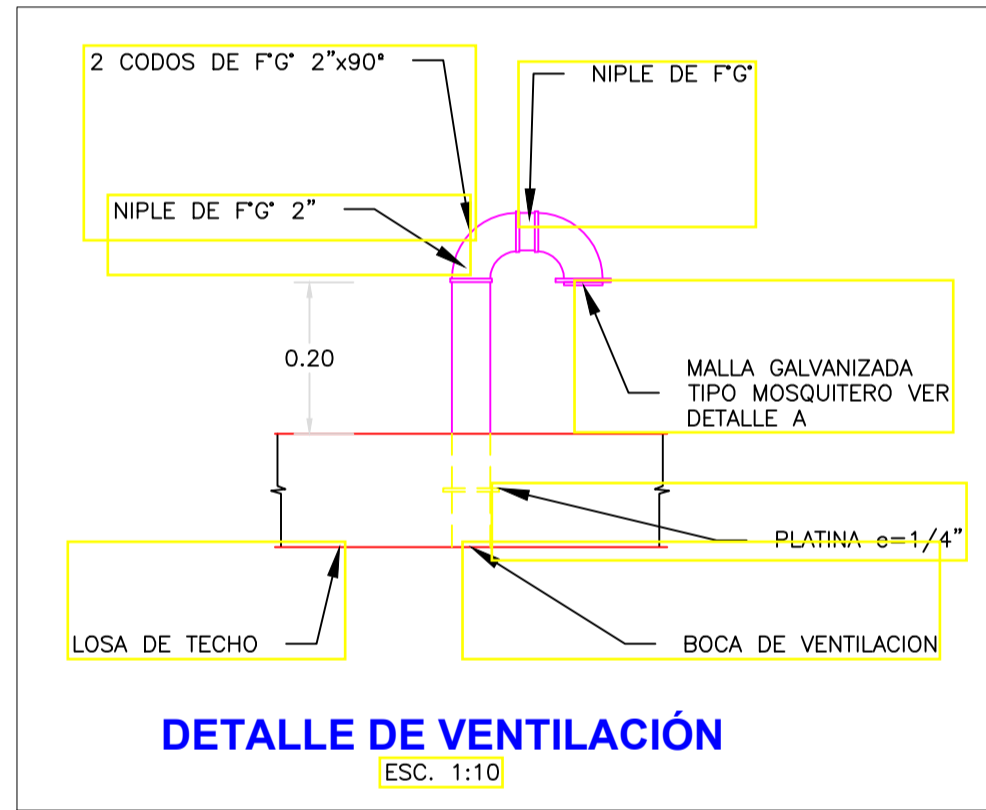 2 CODOS DE F°G° 2"x90°
NIPLE DE F°G°
NIPLE DE F°G° 2"
0.20
MALLA GALVANIZADA
TIPO MOSQUITERO VER
DETALLE A
PLATINA e=1/4"
LOSA DE TECHO
BOCA DE VENTILACION
DETALLE DE VENTILACIÓN
ESC. 1:10